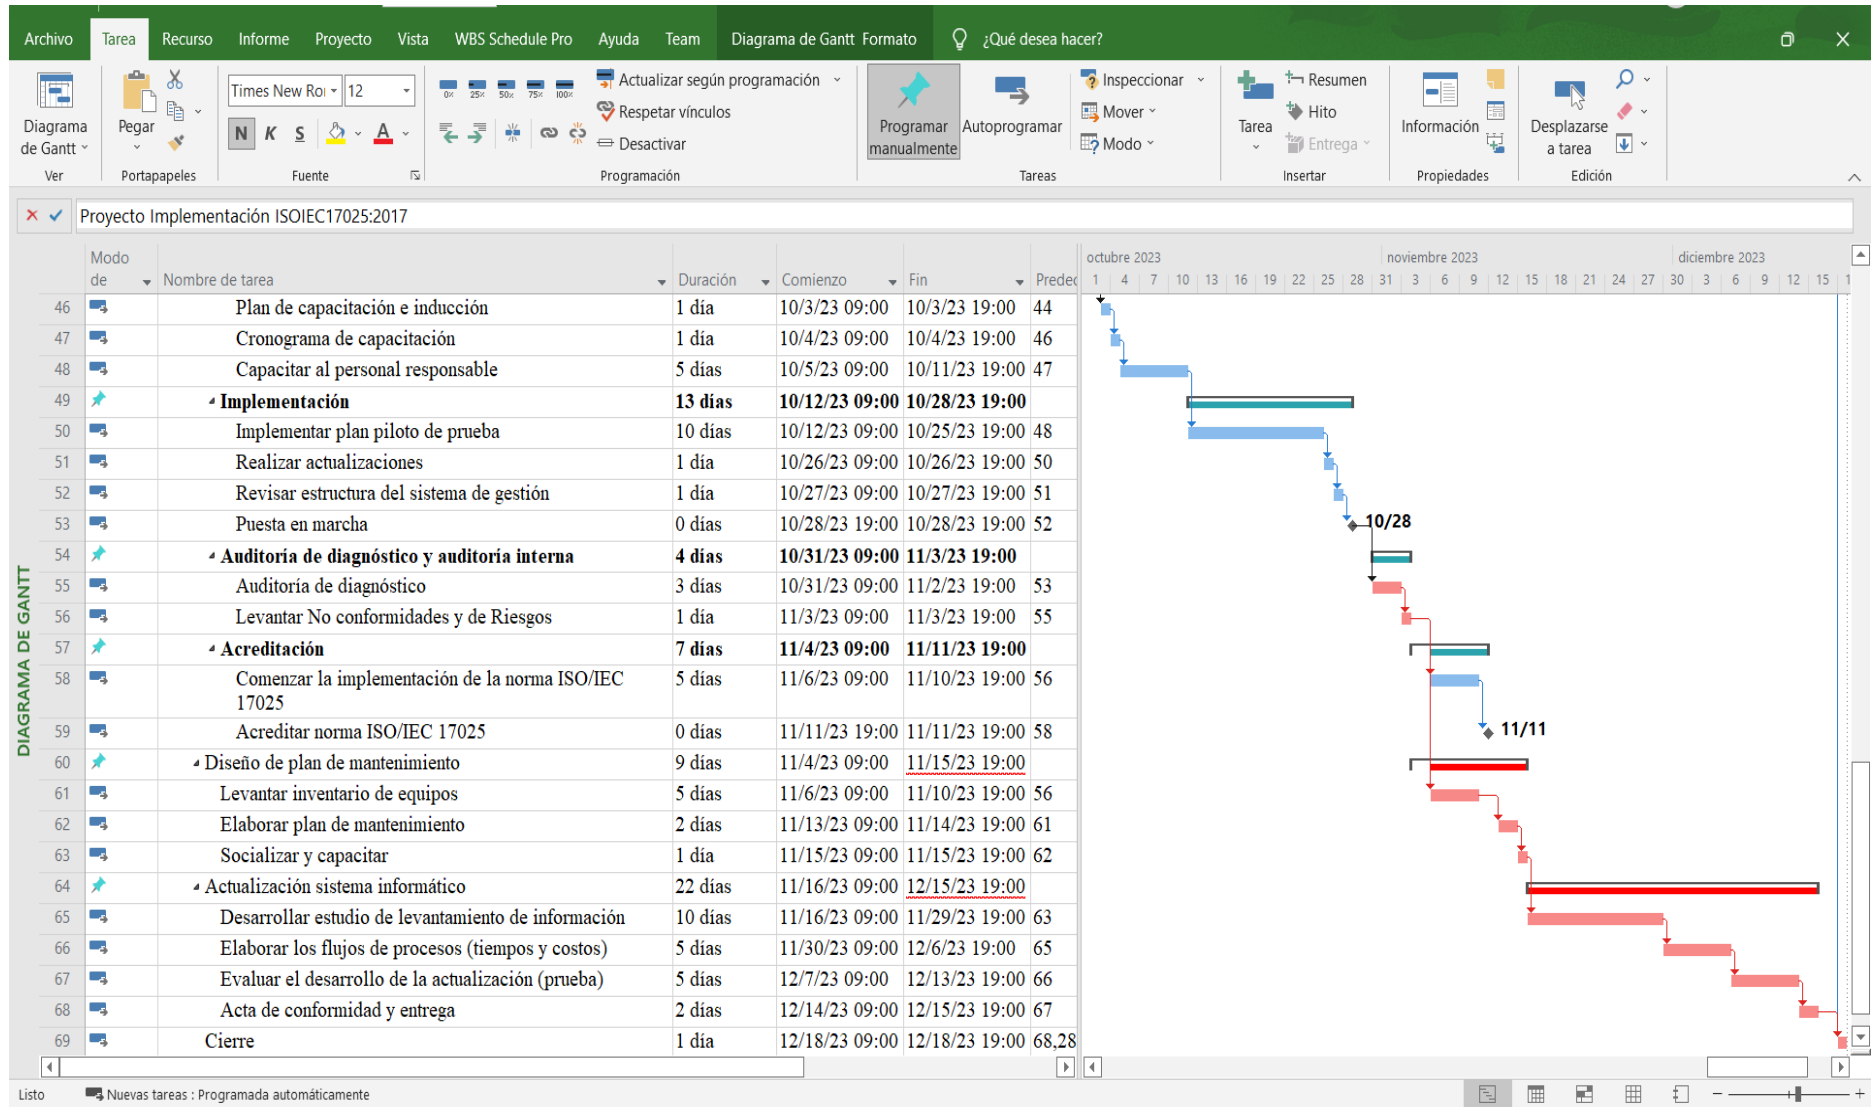 Archivo Tarea Recurso Informe Proyecto Vista WBS Schedule Pro Ayuda Team Diagrama de Gantt Formato ¿Qué desea hacer?
Diagrama de Gantt
Ver
Pegar
Portapapeles
Times New Ro 12
N K S A
Fuente
0% 25% 50% 75% 100%
Actualizar según programación
Respetar vínculos
Desactivar
Programación
Programar manualmente
Autoprogramar
Inspeccionar
Mover
Modo
Tareas
Tarea
Resumen
Hito
Entrega
Insertar
Información
Propiedades
Desplazarse a tarea
Edición
Proyecto Implementación ISOIEC17025:2017
Modo de Nombre de tarea Duración Comienzo Fin Predec
octubre 2023 noviembre 2023 diciembre 2023
1 4 7 10 13 16 19 22 25 28 31 3 6 9 12 15 18 21 24 27 30 3 6 9 12 15 1
46 Plan de capacitación e inducción 1 día 10/3/23 09:00 10/3/23 19:00 44
47 Cronograma de capacitación 1 día 10/4/23 09:00 10/4/23 19:00 46
48 Capacitar al personal responsable 5 días 10/5/23 09:00 10/11/23 19:00 47
49 Implementación 13 días 10/12/23 09:00 10/28/23 19:00
50 Implementar plan piloto de prueba 10 días 10/12/23 09:00 10/25/23 19:00 48
51 Realizar actualizaciones 1 día 10/26/23 09:00 10/26/23 19:00 50
52 Revisar estructura del sistema de gestión 1 día 10/27/23 09:00 10/27/23 19:00 51
53 Puesta en marcha 0 días 10/28/23 19:00 10/28/23 19:00 52 10/28
54 Auditoría de diagnóstico y auditoría interna 4 días 10/31/23 09:00 11/3/23 19:00
55 Auditoría de diagnóstico 3 días 10/31/23 09:00 11/2/23 19:00 53
56 Levantar No conformidades y de Riesgos 1 día 11/3/23 09:00 11/3/23 19:00 55
57 Acreditación 7 días 11/4/23 09:00 11/11/23 19:00
58 Comenzar la implementación de la norma ISO/IEC 5 días 11/6/23 09:00 11/10/23 19:00 56
17025
59 Acreditar norma ISO/IEC 17025 0 días 11/11/23 19:00 11/11/23 19:00 58 11/11
60 Diseño de plan de mantenimiento 9 días 11/4/23 09:00 11/15/23 19:00
61 Levantar inventario de equipos 5 días 11/6/23 09:00 11/10/23 19:00 56
62 Elaborar plan de mantenimiento 2 días 11/13/23 09:00 11/14/23 19:00 61
63 Socializar y capacitar 1 día 11/15/23 09:00 11/15/23 19:00 62
64 Actualización sistema informático 22 días 11/16/23 09:00 12/15/23 19:00
65 Desarrollar estudio de levantamiento de información 10 días 11/16/23 09:00 11/29/23 19:00 63
66 Elaborar los flujos de procesos (tiempos y costos) 5 días 11/30/23 09:00 12/6/23 19:00 65
67 Evaluar el desarrollo de la actualización (prueba) 5 días 12/7/23 09:00 12/13/23 19:00 66
68 Acta de conformidad y entrega 2 días 12/14/23 09:00 12/15/23 19:00 67
69 Cierre 1 día 12/18/23 09:00 12/18/23 19:00 68,28
DIAGRAMA DE GANTT
Listo Nuevas tareas : Programada automáticamente